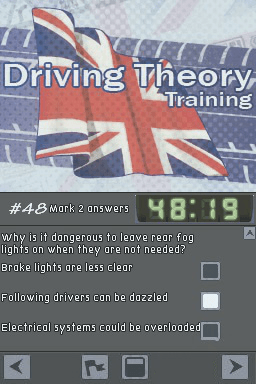 Driving Theory
Training
#48 Mark 2 answers 48:19
Why is it dangerous to leave rear fog
lights on when they are not needed?
Brake lights are less clear
Following drivers can be dazzled
Electrical systems could be overloaded